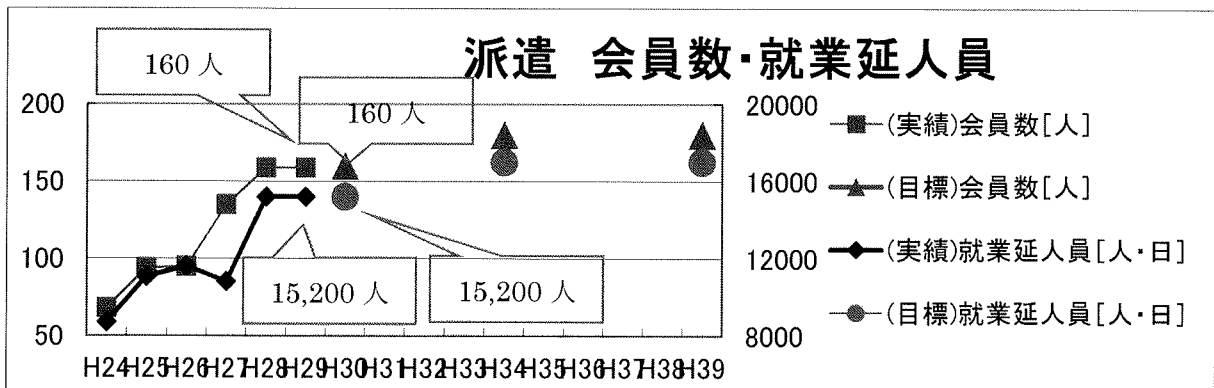 派遣 会員数・就業延人員
160 人
160 人
15,200 人
15,200 人
200
150
100
50
20000
16000
12000
8000
H24 H25 H26 H27 H28 H29 H30 H31 H32 H33 H34 H35 H36 H37 H38 H39
(実績)会員数[人]
(目標)会員数[人]
(実績)就業延人員[人・日]
(目標)就業延人員[人・日]